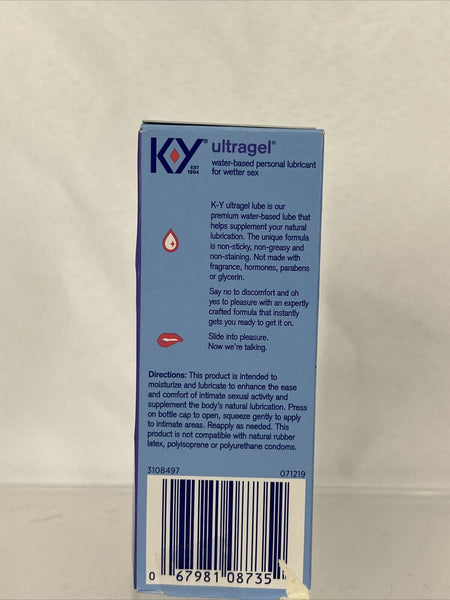 KY® ultragel®
EST 1904
water-based personal lubricant
for wetter sex
K-Y ultragel lube is our
premium water-based lube that
helps supplement your natural
lubrication. The unique formula
is non-sticky, non-greasy and
non-staining. Not made with
fragrance, hormones, parabens
or glycerin.
Say no to discomfort and oh
yes to pleasure with an expertly
crafted formula that instantly
gets you ready to get it on.
Slide into pleasure.
Now we're talking.
Directions: This product is intended to
moisturize and lubricate to enhance the ease
and comfort of intimate sexual activity and
supplement the body's natural lubrication. Press
on bottle cap to open, squeeze gently to apply
to intimate areas. Reapply as needed. This
product is not compatible with natural rubber
latex, polyisoprene or polyurethane condoms.
3108497 071219
0 67981 08735